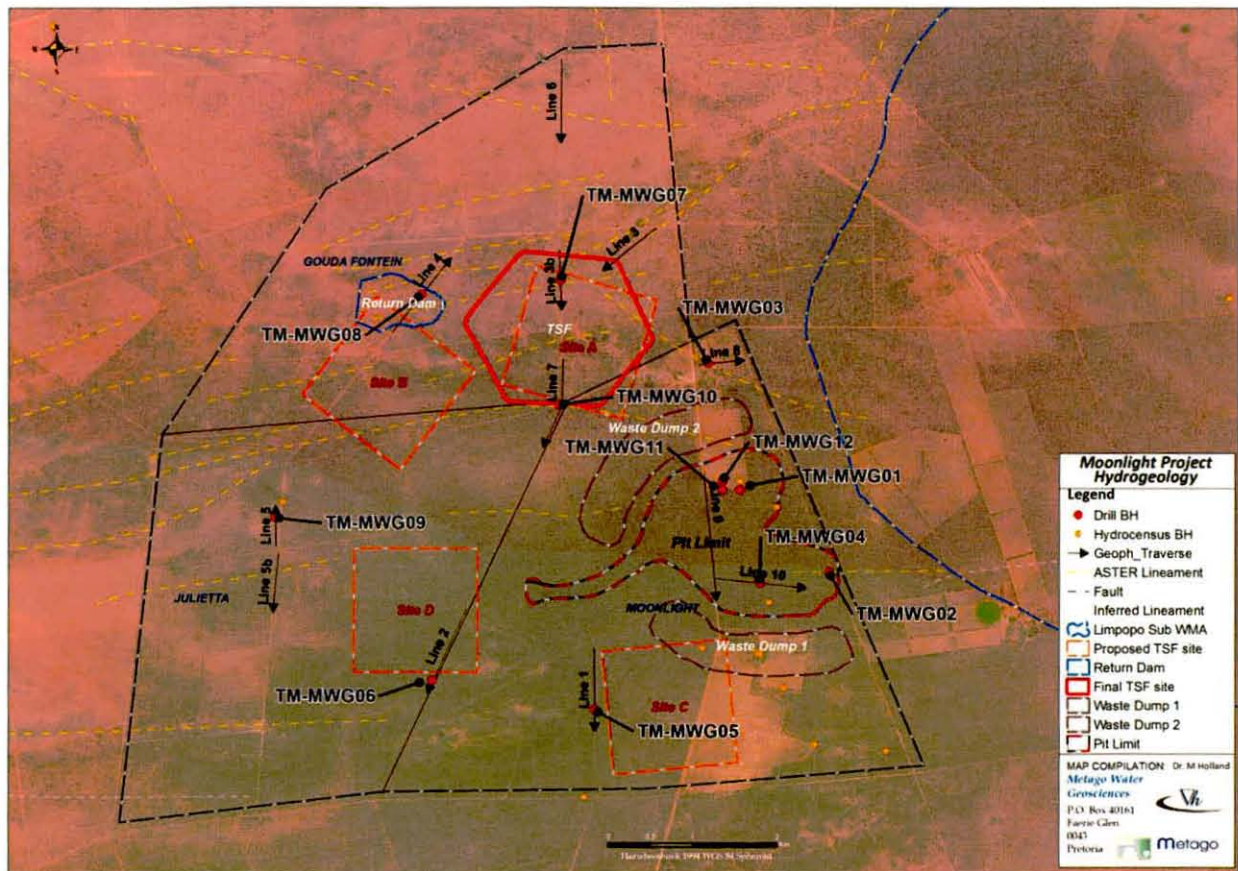 N
Line 6
TM-MWG07
Line 3
GOUDA FONTEIN
Line 4
Line 3b
Return Dam
TM-MWG03
TM-MWG08
TSF
Site A
Line 8
Line 7
Site B
TM-MWG10
Waste Dump 2
TM-MWG11
TM-MWG12
TM-MWG01
Line 9
Line 5
TM-MWG09
TM-MWG04
Pit Limit
Line 10
Line 5b
JULIETTA
Site D
MOONLIGHT
TM-MWG02
Line 2
Waste Dump 1
TM-MWG06
Line 1
Site C
TM-MWG05
Moonlight Project
Hydrogeology
Legend
Drill BH
Hydrocensus BH
Geoph_Traverse
ASTER Lineament
Fault
Inferred Lineament
Limpopo Sub WMA
Proposed TSF site
Return Dam
Final TSF site
Waste Dump 1
Waste Dump 2
Pit Limit
MAP COMPILATION: Dr. M Holland
Metago Water
Geosciences
P.O. Box 40161
Faerie Glen
0043
Pretoria
Metago